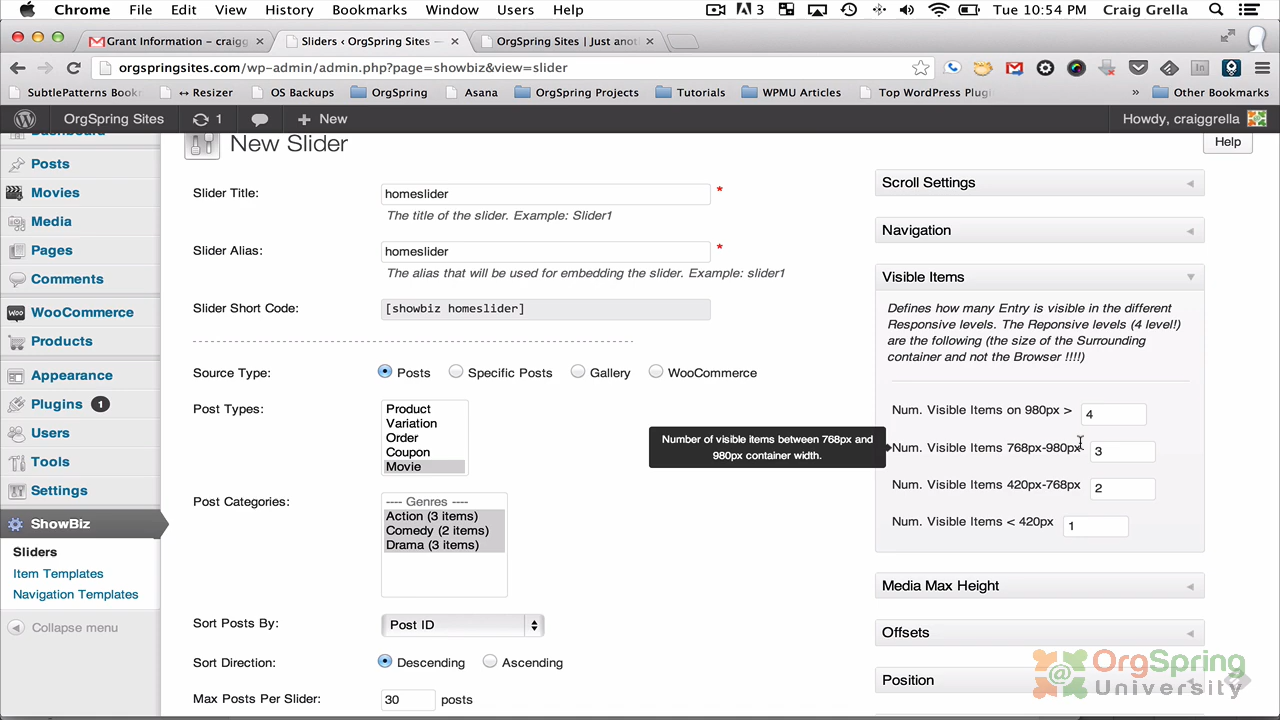 Chrome File Edit View History Bookmarks Window Users Help 3 Tue 10:54 PM Craig Grella
Grant Information – craigg
Sliders ‹ OrgSpring Sites —
OrgSpring Sites | Just anot
orgspringsites.com/wp-admin/admin.php?page=showbiz&view=slider
SubtlePatterns Book
↔ Resizer
OS Backups
OrgSpring
Asana
OrgSpring Projects
Tutorials
WPMU Articles
Top WordPress Plug
» Other Bookmarks
OrgSpring Sites 1 + New Howdy, craiggrella
Dashboard
Posts
Movies
Media
Pages
Comments
WooCommerce
Products
Appearance
Plugins 1
Users
Tools
Settings
ShowBiz
Sliders
Item Templates
Navigation Templates
Collapse menu
New Slider
Help
Slider Title: homeslider *
The title of the slider. Example: Slider1
Slider Alias: homeslider *
The alias that will be used for embedding the slider. Example: slider1
Slider Short Code: [showbiz homeslider]
Source Type: Posts Specific Posts Gallery WooCommerce
Post Types:
Product
Variation
Order
Coupon
Movie
Post Categories:
---- Genres ----
Action (3 items)
Comedy (2 items)
Drama (3 items)
Sort Posts By: Post ID
Sort Direction: Descending Ascending
Max Posts Per Slider: 30 posts
Scroll Settings
Navigation
Visible Items
Defines how many Entry is visible in the different
Responsive levels. The Reponsive levels (4 level!)
are the following (the size of the Surrounding
container and not the Browser !!!!)
Num. Visible Items on 980px > 4
Num. Visible Items 768px-980px 3
Number of visible items between 768px and
980px container width.
Num. Visible Items 420px-768px 2
Num. Visible Items < 420px 1
Media Max Height
Offsets
Position
OrgSpring
University